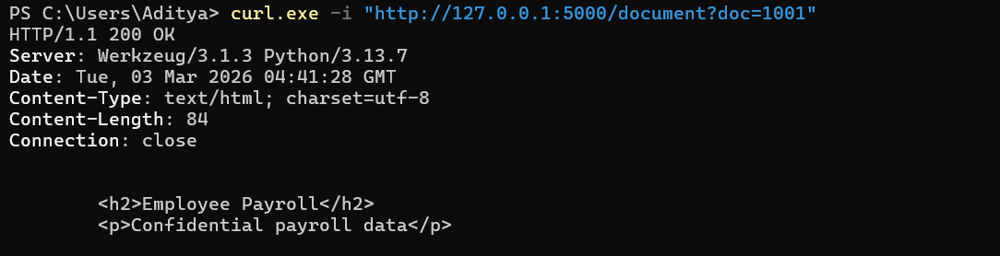 PS C:\Users\Aditya> curl.exe -i "http://127.0.0.1:5000/document?doc=1001"
HTTP/1.1 200 OK
Server: Werkzeug/3.1.3 Python/3.13.7
Date: Tue, 03 Mar 2026 04:41:28 GMT
Content-Type: text/html; charset=utf-8
Content-Length: 84
Connection: close
<h2>Employee Payroll</h2>
<p>Confidential payroll data</p>